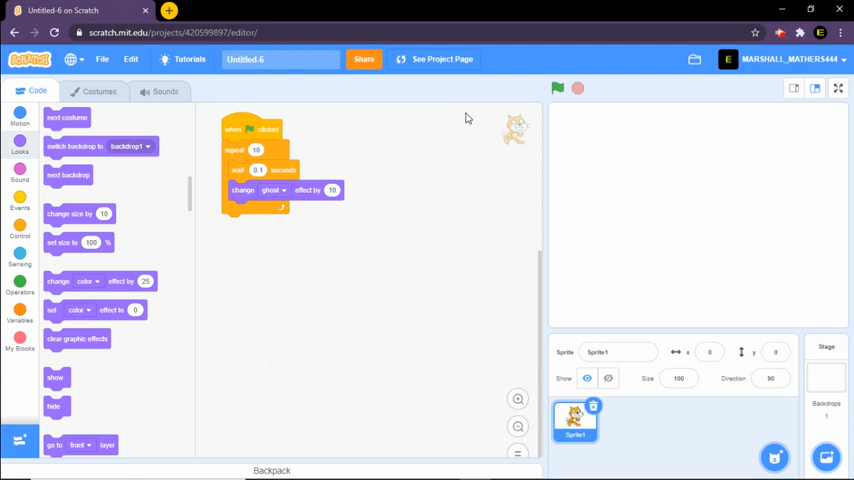 Untitled-6 on Scratch
scratch.mit.edu/projects/420599897/editor/
SCRATCH
File
Edit
Tutorials
Untitled-6
Share
See Project Page
E
MARSHALL_MATHERS444
Code
Costumes
Sounds
Motion
Looks
Sound
Events
Control
Sensing
Operators
Variables
My Blocks
next costume
switch backdrop to backdrop1
next backdrop
change size by 10
set size to 100 %
change color effect by 25
set color effect to 0
clear graphic effects
show
hide
go to front layer
when clicked
repeat 10
wait 0.1 seconds
change ghost effect by 10
Sprite Sprite1 x 0 y 0
Show Size 100 Direction 90
Sprite1
Stage
Backdrops
1
Backpack